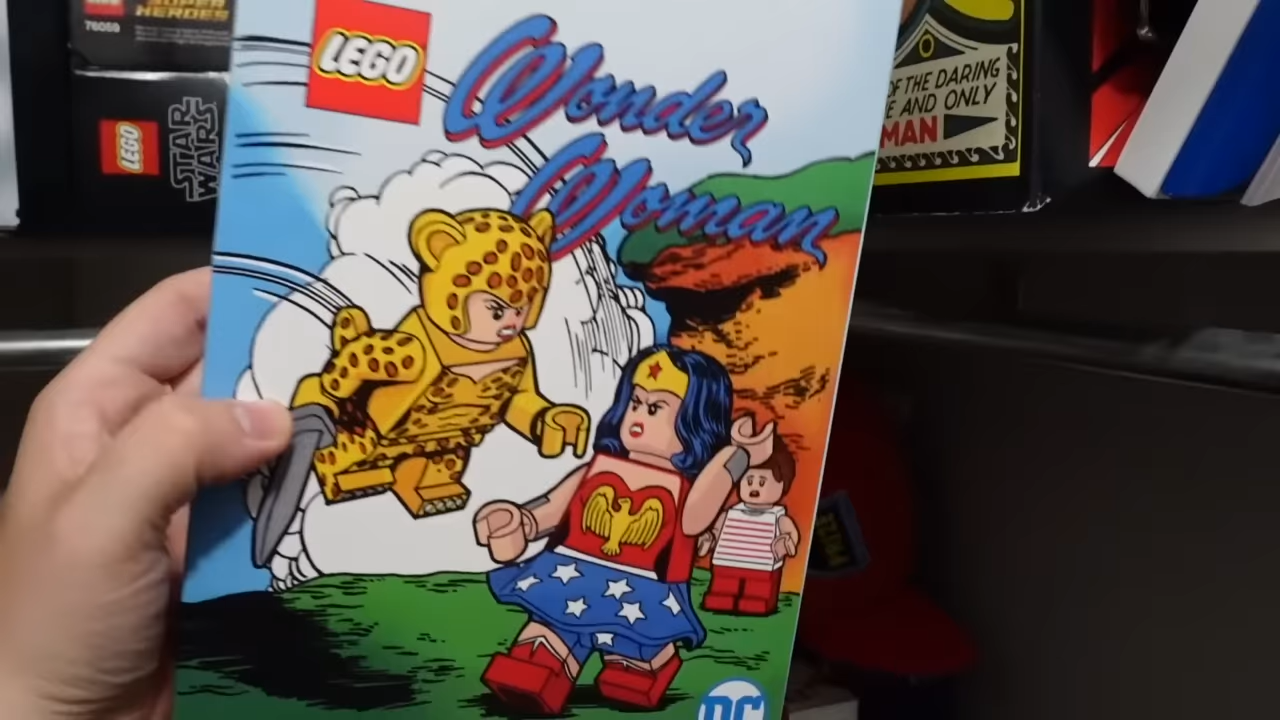 SUPER
HEROES
76059
LEGO
STAR
WARS
LEGO
Wonder
Woman
OF THE DARING
E AND ONLY
MAN
DC